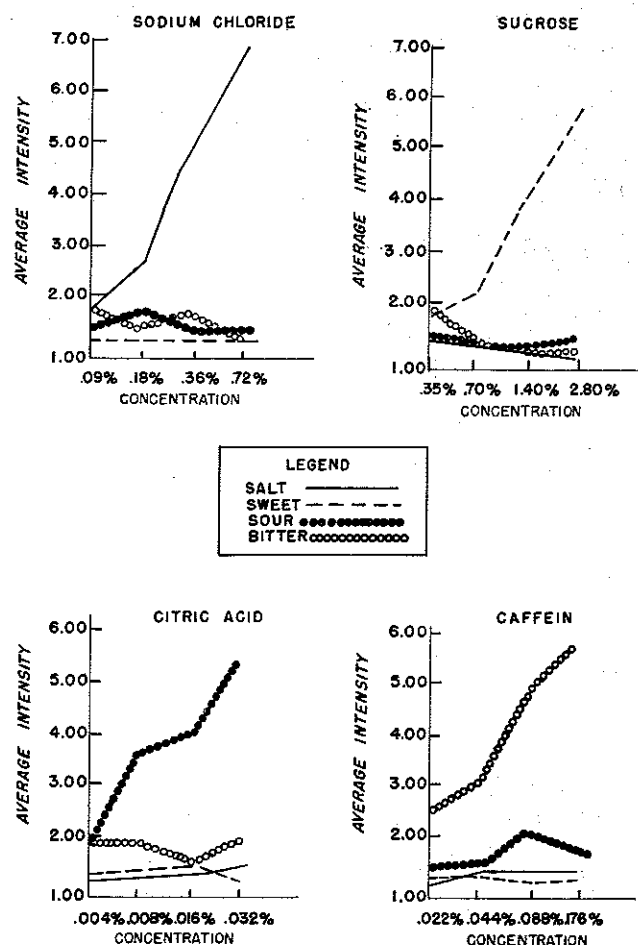 SODIUM CHLORIDE
7.00
6.00
5.00
4.00
3.00
2.00
1.00
AVERAGE INTENSITY
.09% .18% .36% .72%
CONCENTRATION
SUCROSE
7.00
6.00
5.00
4.00
3.00
2.00
1.00
AVERAGE INTENSITY
.35% .70% 1.40% 2.80%
CONCENTRATION
LEGEND
SALT
SWEET
SOUR
BITTER
CITRIC ACID
6.00
5.00
4.00
3.00
2.00
1.00
AVERAGE INTENSITY
.004% .008% .016% .032%
CONCENTRATION
CAFFEIN
6.00
5.00
4.00
3.00
2.00
1.00
AVERAGE INTENSITY
.022% .044% .088% .176%
CONCENTRATION